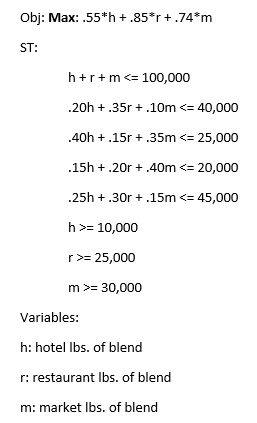 Obj: Max: .55*h + .85*r + .74*m
ST:
h + r + m <= 100,000
.20h + .35r + .10m <= 40,000
.40h + .15r + .35m <= 25,000
.15h + .20r + .40m <= 20,000
.25h + .30r + .15m <= 45,000
h >= 10,000
r >= 25,000
m >= 30,000
Variables:
h: hotel lbs. of blend
r: restaurant lbs. of blend
m: market lbs. of blend